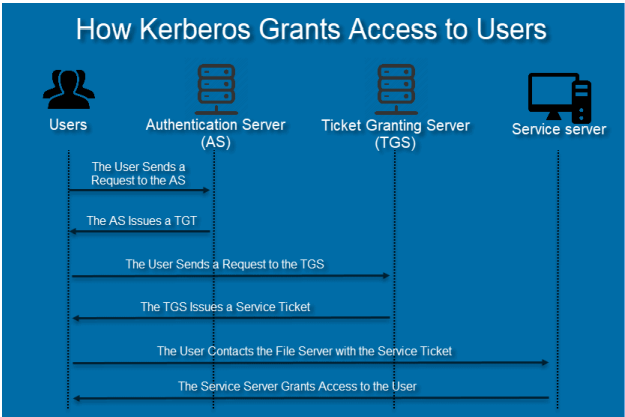 How Kerberos Grants Access to Users
Users
Authentication Server
(AS)
Ticket Granting Server
(TGS)
Service server
The User Sends a
Request to the AS
The AS Issues a TGT
The User Sends a Request to the TGS
The TGS Issues a Service Ticket
The User Contacts the File Server with the Service Ticket
The Service Server Grants Access to the User